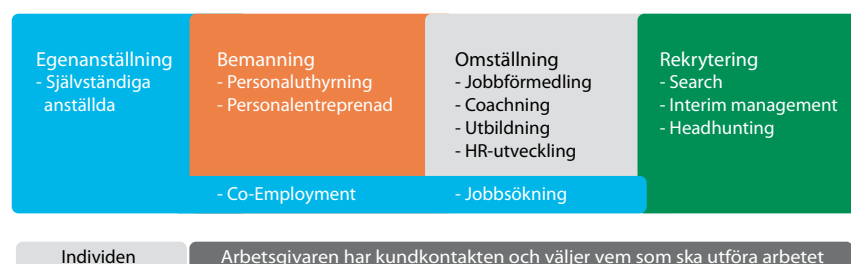 Egenanställning
- Självständiga
anställda
Bemanning
- Personaluthyrning
- Personalentreprenad
- Co-Employment
Omställning
- Jobbförmedling
- Coachning
- Utbildning
- HR-utveckling
- Jobbsökning
Rekrytering
- Search
- Interim management
- Headhunting
Individen
Arbetsgivaren har kundkontakten och väljer vem som ska utföra arbetet